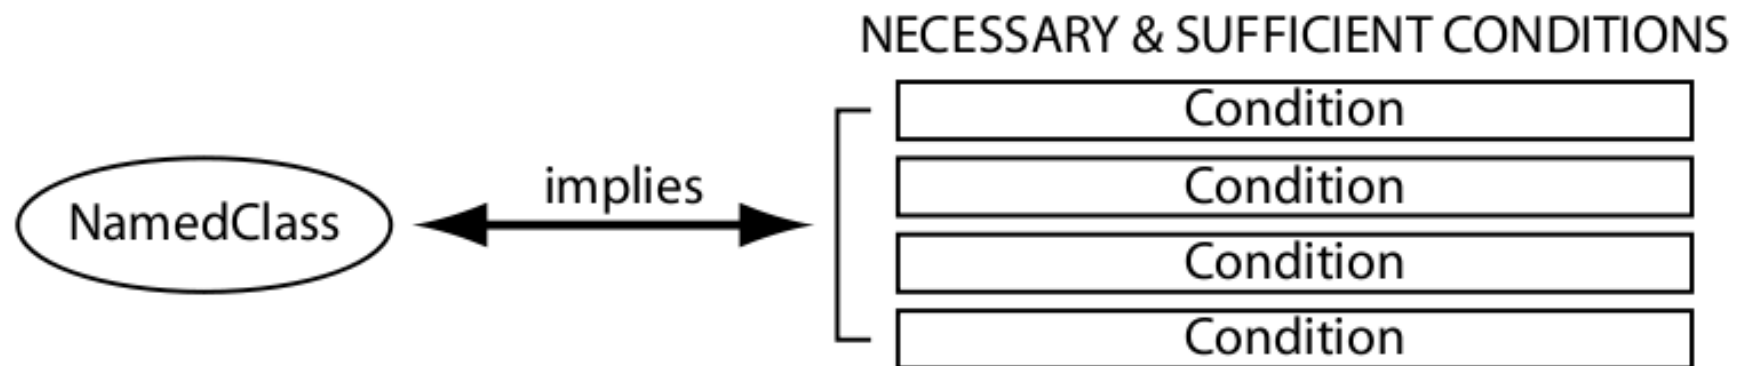 NECESSARY & SUFFICIENT CONDITIONS
Condition
implies
Condition
NamedClass
Condition
Condition